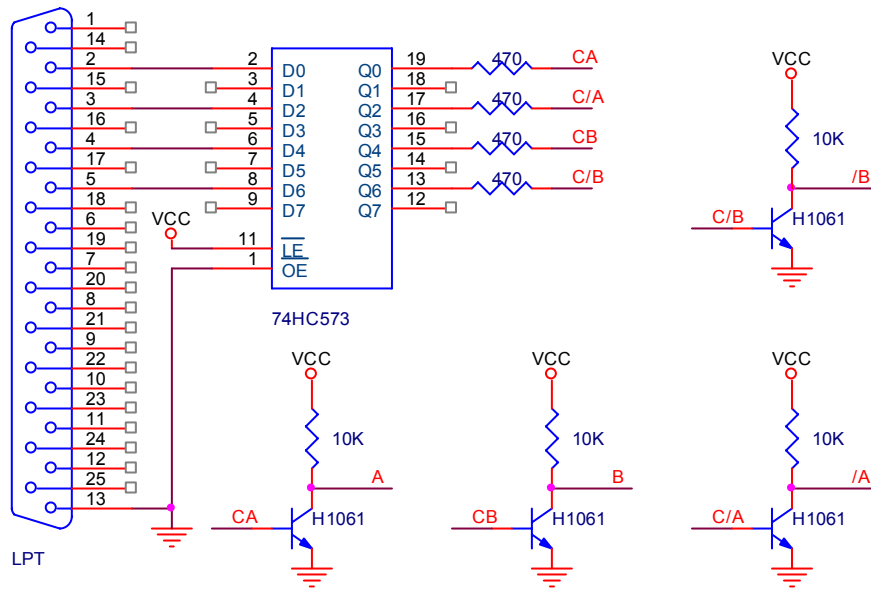 1
14
2
15
3
16
4
17
5
18
6
19
7
20
8
21
9
22
10
23
11
24
12
25
13
LPT
2 D0 Q0 19 470 CA
3 D1 Q1 18
4 D2 Q2 17 470 C/A
5 D3 Q3 16
6 D4 Q4 15 470 CB
7 D5 Q5 14
8 D6 Q6 13 470 C/B
9 D7 Q7 12
VCC
11 LE
1 OE
74HC573
VCC
10K
/B
C/B H1061
VCC
10K
A
CA H1061
VCC
10K
B
CB H1061
VCC
10K
/A
C/A H1061